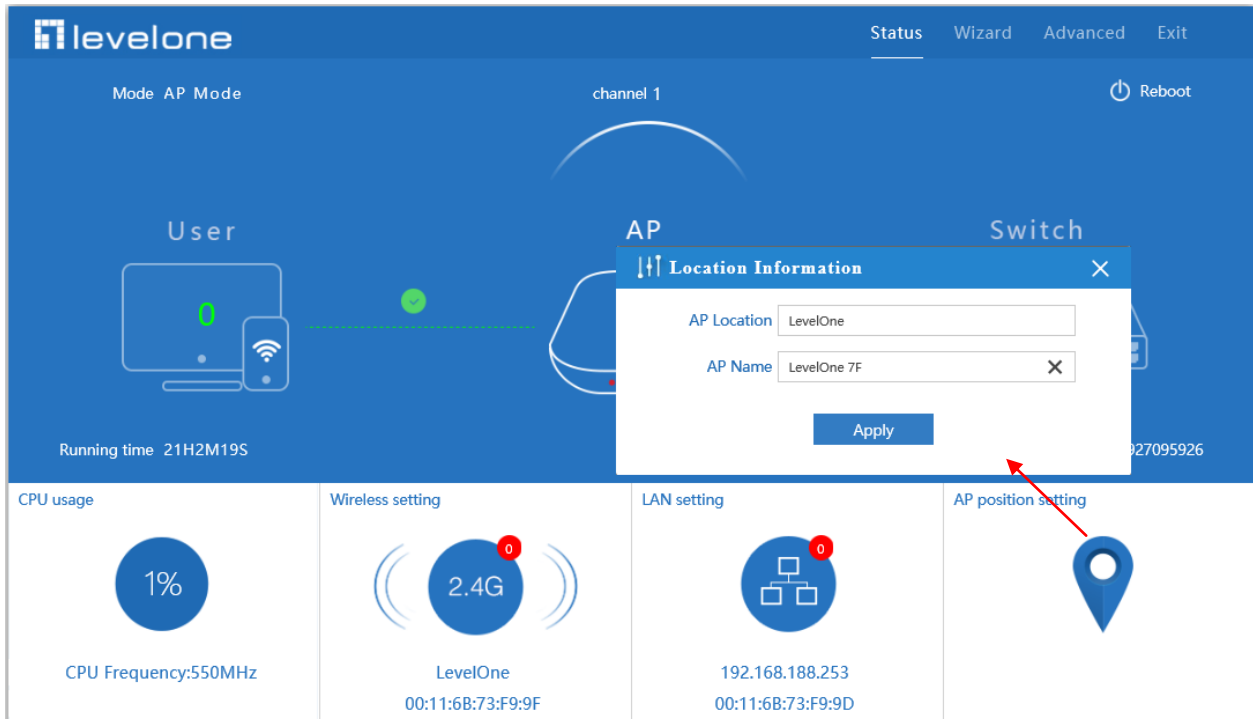 levelone
Status Wizard Advanced Exit
Mode AP Mode
channel 1
Reboot
User
AP
Switch
0
Location Information
AP Location LevelOne
AP Name LevelOne 7F
Apply
Running time 21H2M19S
927095926
CPU usage
Wireless setting
LAN setting
AP position setting
1%
2.4G
0
0
CPU Frequency:550MHz
LevelOne
00:11:6B:73:F9:9F
192.168.188.253
00:11:6B:73:F9:9D